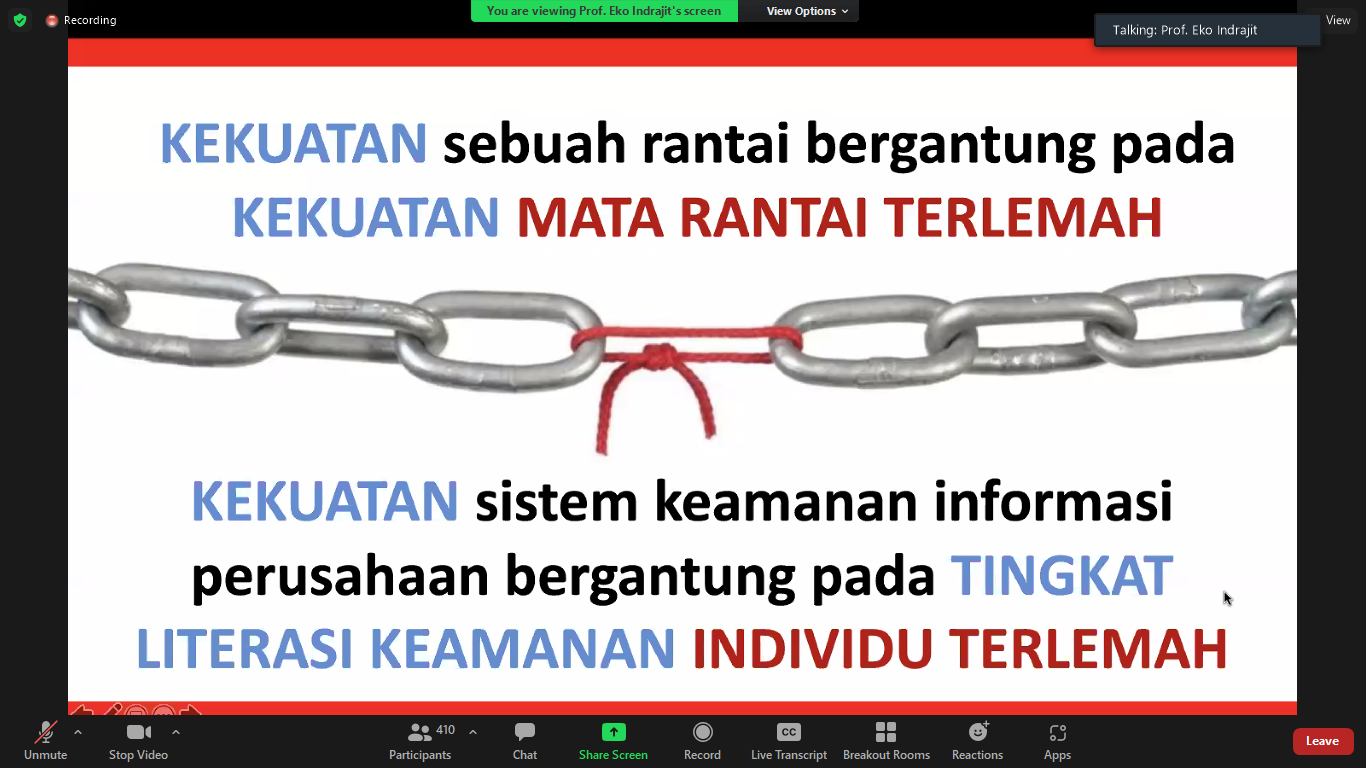 Recording
You are viewing Prof. Eko Indrajit's screen
View Options
View
Talking: Prof. Eko Indrajit
KEKUATAN sebuah rantai bergantung pada
KEKUATAN MATA RANTAI TERLEMAH
KEKUATAN sistem keamanan informasi
perusahaan bergantung pada TINGKAT
LITERASI KEAMANAN INDIVIDU TERLEMAH
410
CC
Unmute
Stop Video
Participants
Chat
Share Screen
Record
Live Transcript
Breakout Rooms
Reactions
Apps
Leave